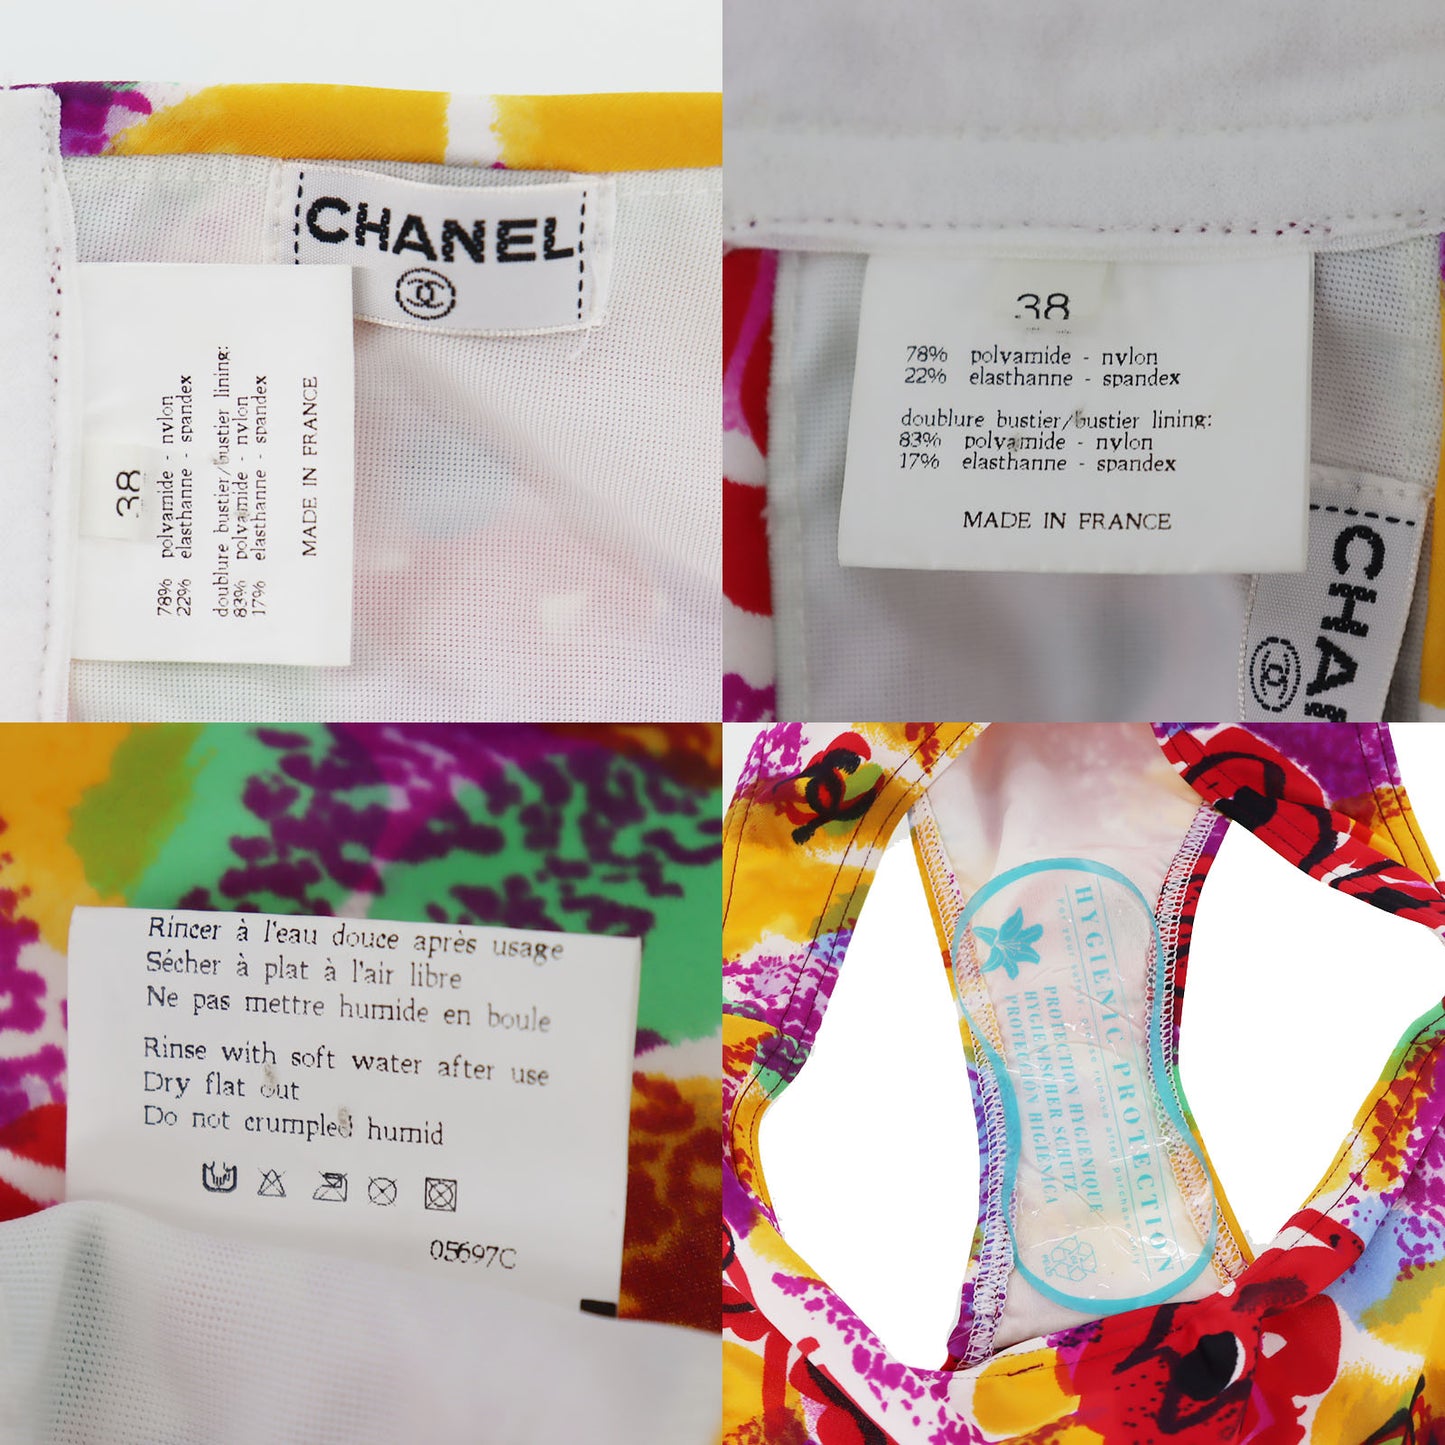 CHANEL
38
78% polyamide - nylon
22% elasthanne - spandex
doublure bustier/bustier lining:
83% polyamide - nylon
17% elasthanne - spandex
MADE IN FRANCE
38
78% polyamide - nylon
22% elasthanne - spandex
doublure bustier/bustier lining:
83% polyamide - nylon
17% elasthanne - spandex
MADE IN FRANCE
CHAN
Rincer à l'eau douce après usage
Sécher à plat à l'air libre
Ne pas mettre humide en boule
Rinse with soft water after use
Dry flat out
Do not crumpled humid
05697C
HYGIENIC PROTECTION
PROTECTION HYGIENIQUE
HYGIENISCHER SCHUTZ
PROTECCIÓN HIGIÉNICA